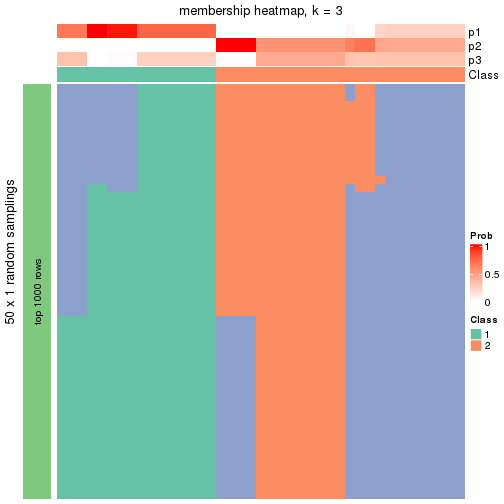 membership heatmap, k = 3
p1
p2
p3
Class
50 x 1 random samplings
top 1000 rows
Prob
1
0.5
0
Class
1
2